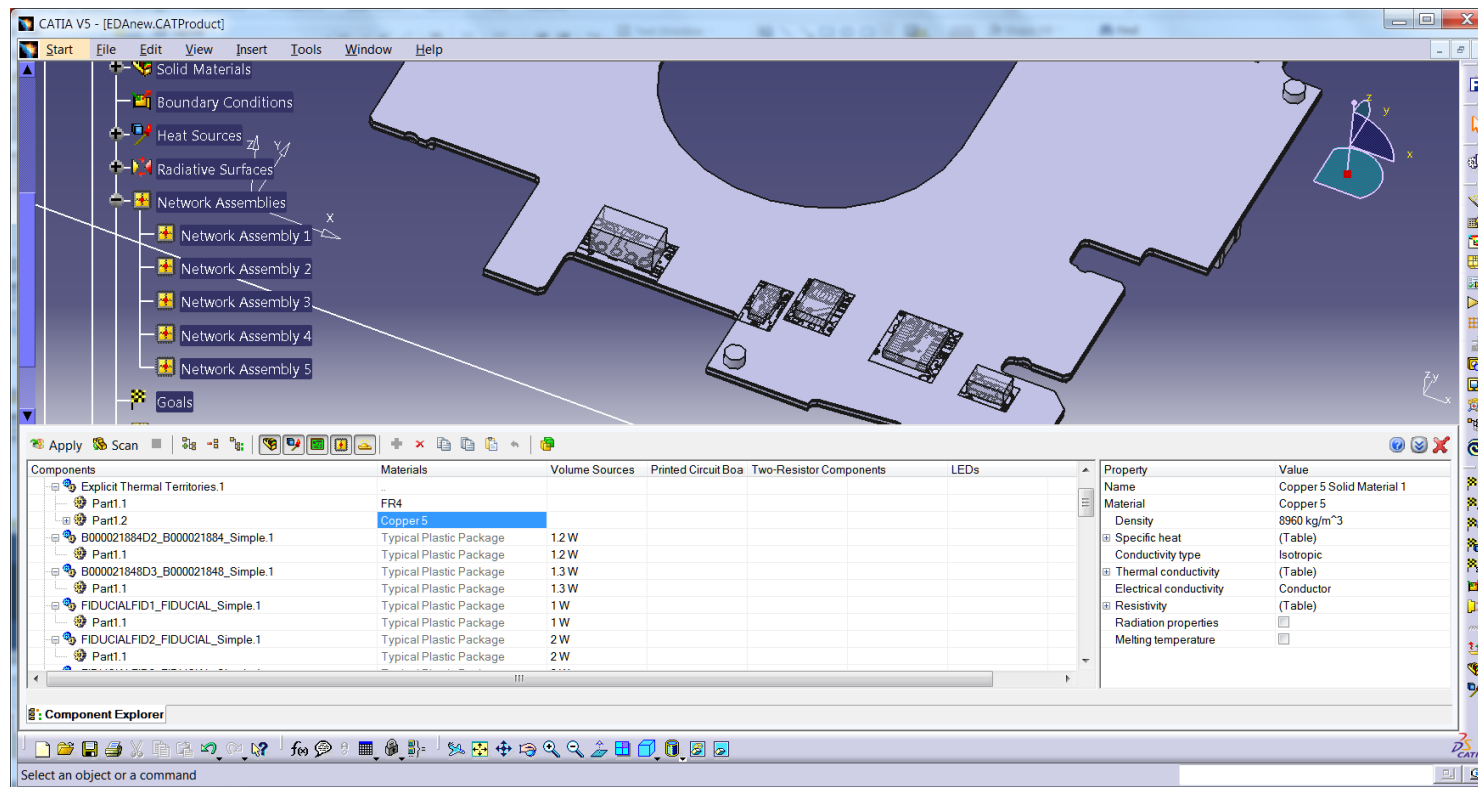 CATIA V5 - [EDAnew.CATProduct]
Start File Edit View Insert Tools Window Help
Solid Materials
Boundary Conditions
Heat Sources
Radiative Surfaces
Network Assemblies
Network Assembly 1
Network Assembly 2
Network Assembly 3
Network Assembly 4
Network Assembly 5
Goals
z Y X
z y x
z y x
Apply Scan
Components Materials Volume Sources Printed Circuit Boa Two-Resistor Components LEDs
Explicit Thermal Territories.1 ..
Part1.1 FR4
Part1.2 Copper 5
B000021884D2_B000021884_Simple.1 Typical Plastic Package 1.2 W
Part1.1 Typical Plastic Package 1.2 W
B000021848D3_B000021848_Simple.1 Typical Plastic Package 1.3 W
Part1.1 Typical Plastic Package 1.3 W
FIDUCIALFID1_FIDUCIAL_Simple.1 Typical Plastic Package 1 W
Part1.1 Typical Plastic Package 1 W
FIDUCIALFID2_FIDUCIAL_Simple.1 Typical Plastic Package 2 W
Part1.1 Typical Plastic Package 2 W
Property Value
Name Copper 5 Solid Material 1
Material Copper 5
Density 8960 kg/m^3
Specific heat (Table)
Conductivity type Isotropic
Thermal conductivity (Table)
Electrical conductivity Conductor
Resistivity (Table)
Radiation properties
Melting temperature
Component Explorer
f(x)
Select an object or a command